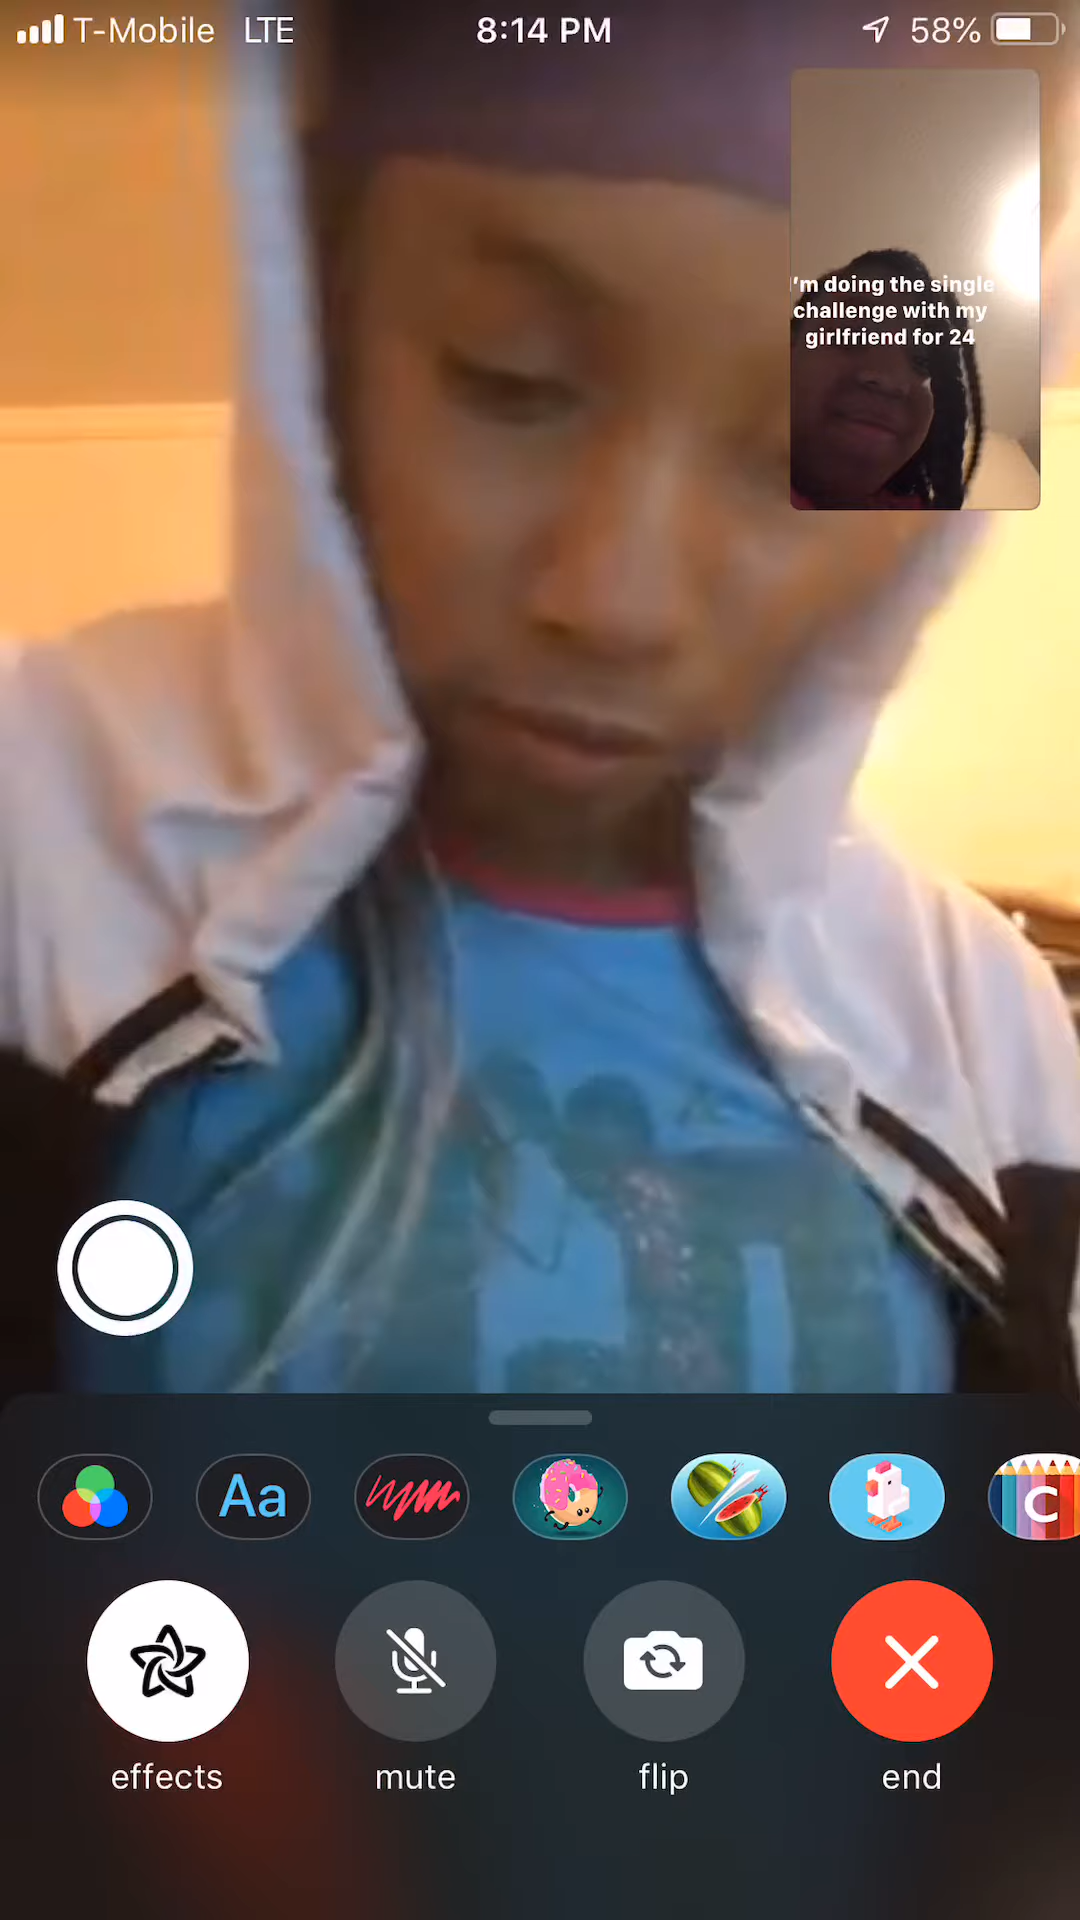 T-Mobile LTE 8:14 PM 58%
'm doing the single
challenge with my
girlfriend for 24
Aa
C
effects mute flip end